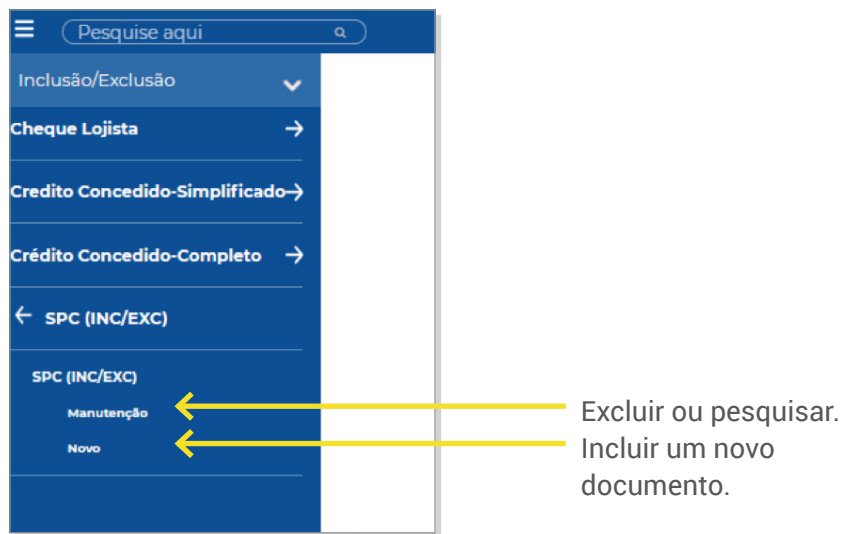 Pesquise aqui
Inclusão/Exclusão
Cheque Lojista
Credito Concedido-Simplificado
Crédito Concedido-Completo
SPC (INC/EXC)
SPC (INC/EXC)
Manutenção
Novo
Excluir ou pesquisar.
Incluir um novo
documento.